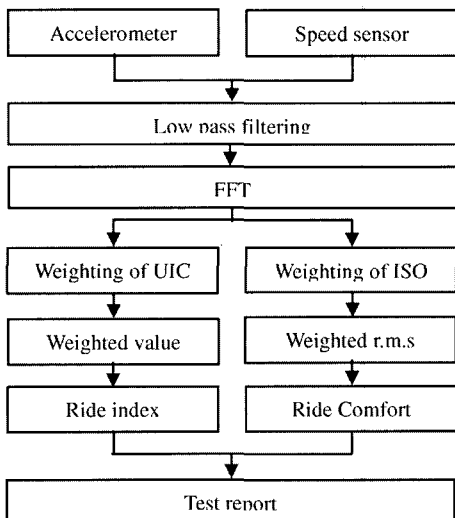 Accelerometer
Speed sensor
Low pass filtering
FFT
Weighting of UIC
Weighting of ISO
Weighted value
Weighted r.m.s
Ride index
Ride Comfort
Test report